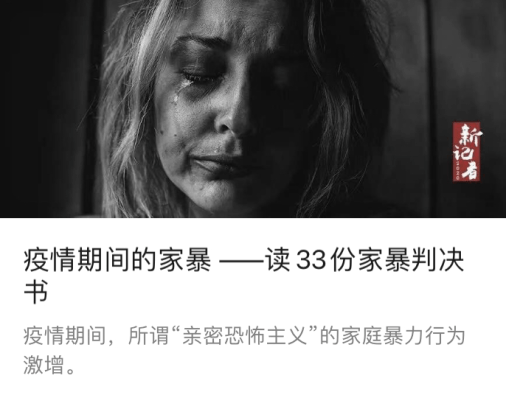 新
记
者
疫情期间的家暴 ——读 33 份家暴判决
书
疫情期间，所谓“亲密恐怖主义”的家庭暴力行为
激增。